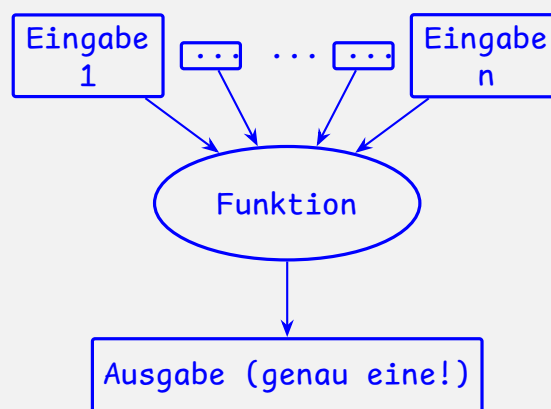 Eingabe
1
... ... ...
Eingabe
n
Funktion
Ausgabe (genau eine!)